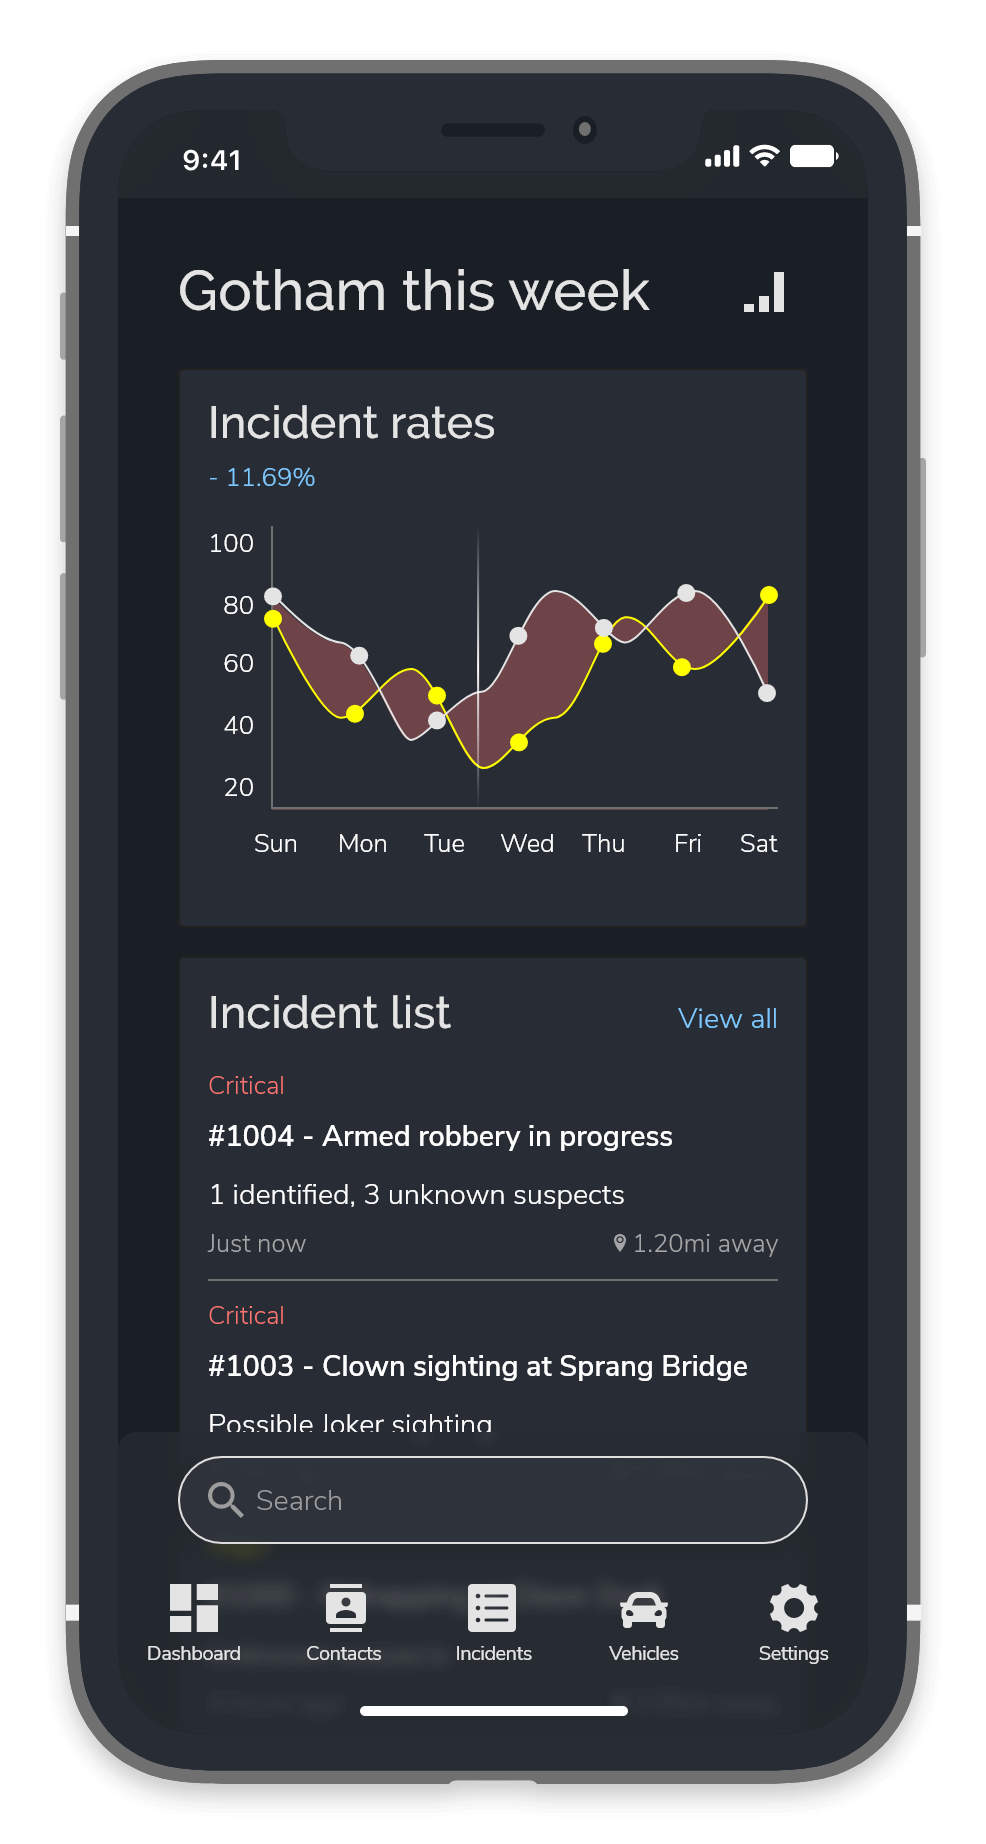 9:41
Gotham this week
Incident rates
- 11.69%
100
80
60
40
20
Sun Mon Tue Wed Thu Fri Sat
Incident list View all
Critical
#1004 - Armed robbery in progress
1 identified, 3 unknown suspects
Just now 1.20mi away
Critical
#1003 - Clown sighting at Sprang Bridge
Possible Joker sighting
Search
Dashboard Contacts Incidents Vehicles Settings